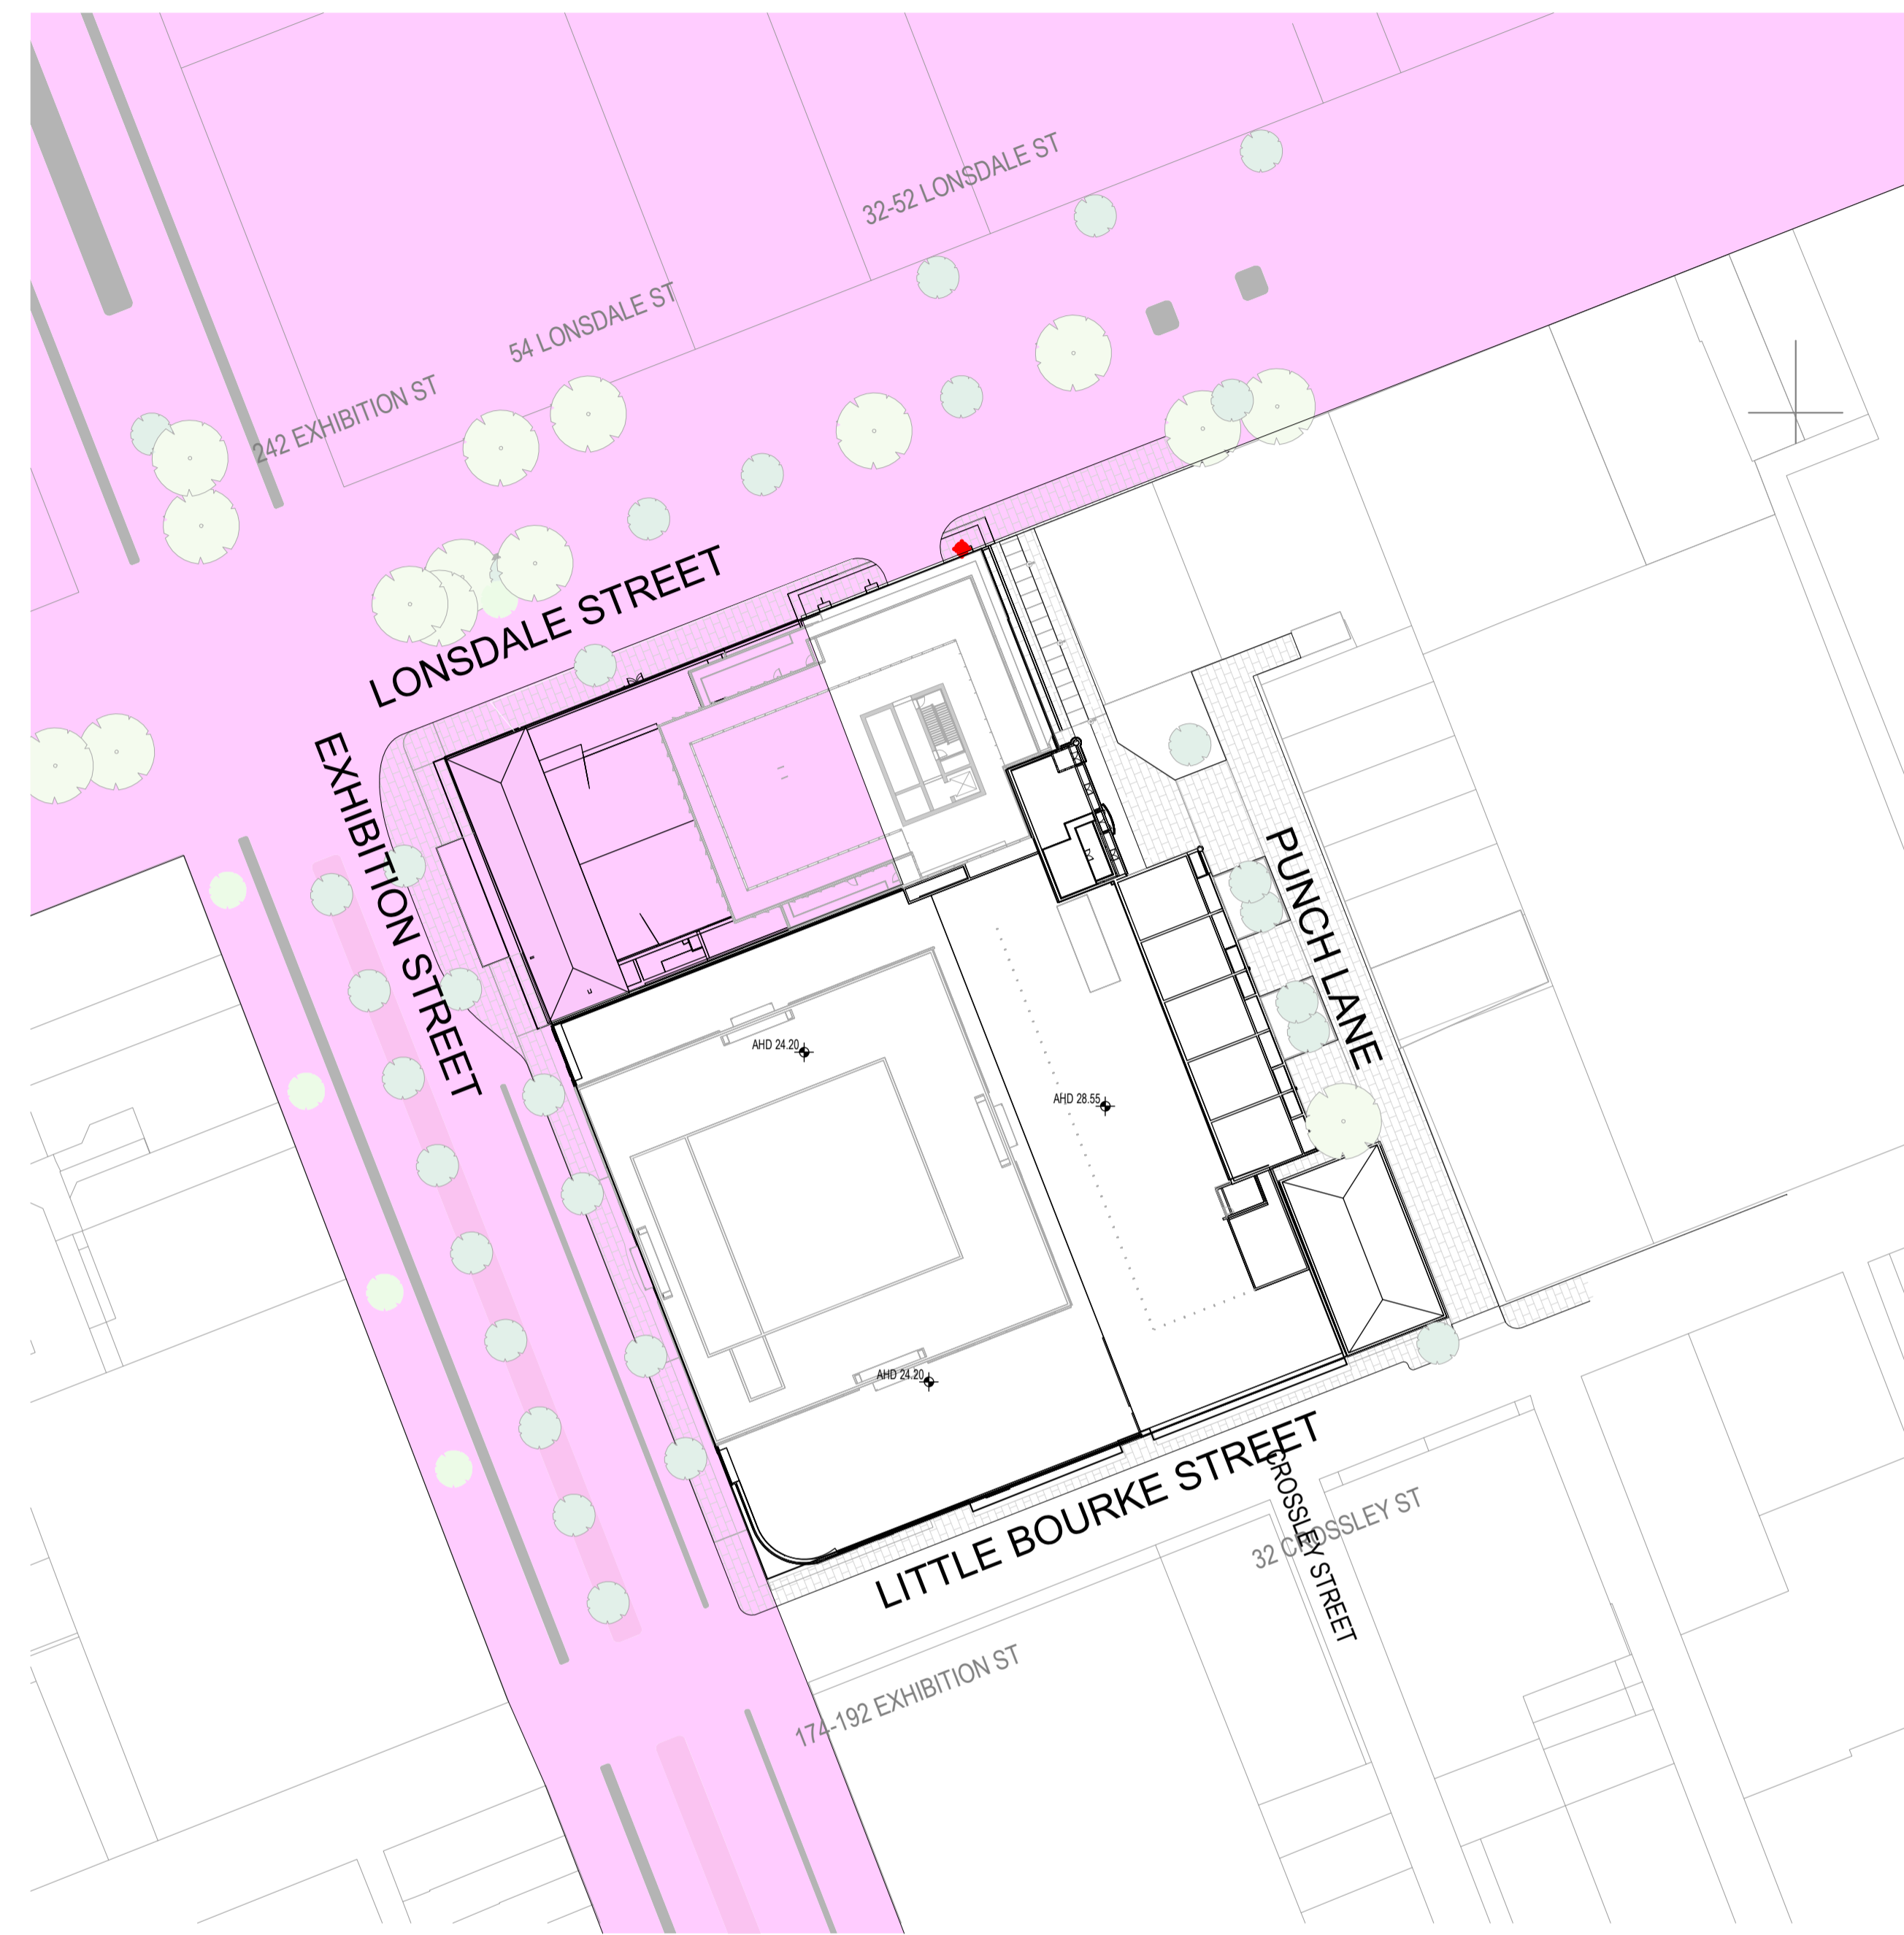 32-52 LONSDALE ST
54 LONSDALE ST
242 EXHIBITION ST
LONSDALE STREET
EXHIBITION STREET
PUNCH LANE
AHD 24.20
AHD 28.55
AHD 24.20
LITTLE BOURKE STREET
CROSSLEY STREET
32 CROSSLEY ST
174-192 EXHIBITION ST